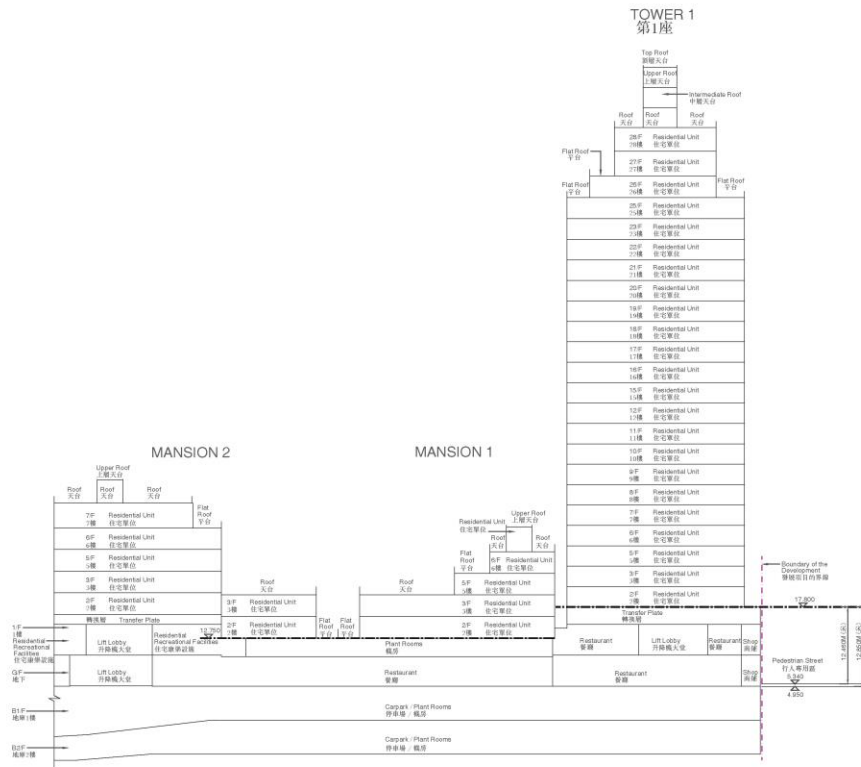 TOWER 1
第1座
Top Roof
頂層天台
Upper Roof
上層天台
Intermediate Roof
中層天台
Roof
天台
Roof
天台
Roof
天台
28/F Residential Unit
28樓 住宅單位
Flat Roof
平台
27/F Residential Unit
27樓 住宅單位
Flat Roof
平台
26/F Residential Unit
26樓 住宅單位
Flat Roof
平台
25/F Residential Unit
25樓 住宅單位
23/F Residential Unit
23樓 住宅單位
22/F Residential Unit
22樓 住宅單位
21/F Residential Unit
21樓 住宅單位
20/F Residential Unit
20樓 住宅單位
19/F Residential Unit
19樓 住宅單位
18/F Residential Unit
18樓 住宅單位
17/F Residential Unit
17樓 住宅單位
16/F Residential Unit
16樓 住宅單位
15/F Residential Unit
15樓 住宅單位
12/F Residential Unit
12樓 住宅單位
11/F Residential Unit
11樓 住宅單位
10/F Residential Unit
10樓 住宅單位
9/F Residential Unit
9樓 住宅單位
8/F Residential Unit
8樓 住宅單位
7/F Residential Unit
7樓 住宅單位
6/F Residential Unit
6樓 住宅單位
5/F Residential Unit
5樓 住宅單位
3/F Residential Unit
3樓 住宅單位
2/F Residential Unit
2樓 住宅單位
Transfer Plate
轉換層
MANSION 2
Upper Roof
上層天台
Roof
天台
Roof
天台
Roof
天台
7/F Residential Unit
7樓 住宅單位
Flat
Roof
平台
6/F Residential Unit
6樓 住宅單位
5/F Residential Unit
5樓 住宅單位
3/F Residential Unit
3樓 住宅單位
2/F Residential Unit
2樓 住宅單位
Transfer Plate
轉換層
Roof
天台
3/F Residential Unit
3樓 住宅單位
2/F Residential Unit
2樓 住宅單位
Flat
Roof
平台
Flat
Roof
平台
MANSION 1
Upper Roof
上層天台
Residential Unit
住宅單位
Roof
天台
Roof
天台
Flat
Roof
平台
6/F Residential Unit
6樓 住宅單位
Roof
天台
5/F Residential Unit
5樓 住宅單位
3/F Residential Unit
3樓 住宅單位
2/F Residential Unit
2樓 住宅單位
Boundary of the
Development
發展項目的界線
17.800
12.750
1/F
1樓
Residential
Recreational
Facilities
住宅康樂設施
Lift Lobby
升降機大堂
Residential
Recreational
Facilities
住宅康樂設施
Plant Rooms
機房
Restaurant
餐廳
Lift Lobby
升降機大堂
Restaurant
餐廳
Shop
商舖
G/F
地下
Lift Lobby
升降機大堂
Restaurant
餐廳
Restaurant
餐廳
Shop
商舖
Pedestrian Street
行人專用區
5.340
4.950
12.460M (米)
12.850M (米)
B1/F
地庫1樓
Carpark / Plant Rooms
停車場 / 機房
B2/F
地庫2樓
Carpark / Plant Rooms
停車場 / 機房